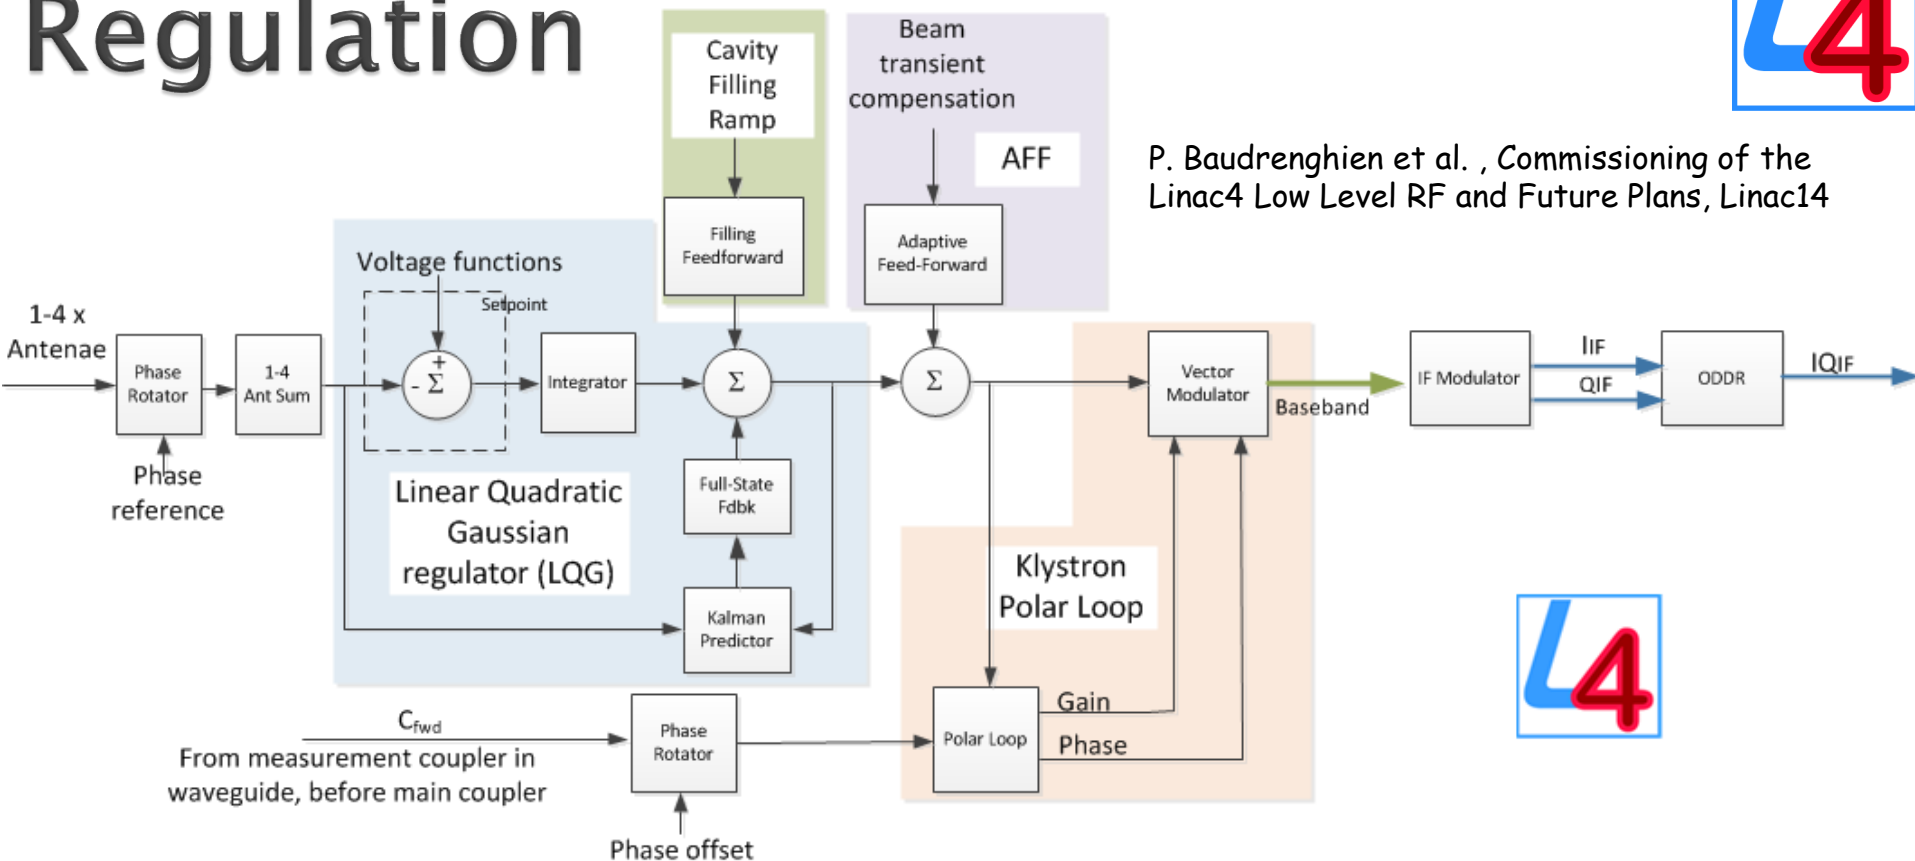 Regulation
Cavity
Filling
Ramp
Beam
transient
compensation
AFF
L4
P. Baudrenghien et al. , Commissioning of the
Linac4 Low Level RF and Future Plans, Linac14
Filling
Feedforward
Adaptive
Feed-Forward
Voltage functions
Setpoint
1-4 x
Antenae
Phase
Rotator
1-4
Ant Sum
+
- Σ
Integrator
Σ
Σ
Vector
Modulator
Baseband
IF Modulator
IIF
QIF
ODDR
IQIF
Phase
reference
Linear Quadratic
Gaussian
regulator (LQG)
Full-State
Fdbk
Kalman
Predictor
Klystron
Polar Loop
L4
Cfwd
From measurement coupler in
waveguide, before main coupler
Phase
Rotator
Phase offset
Polar Loop
Gain
Phase